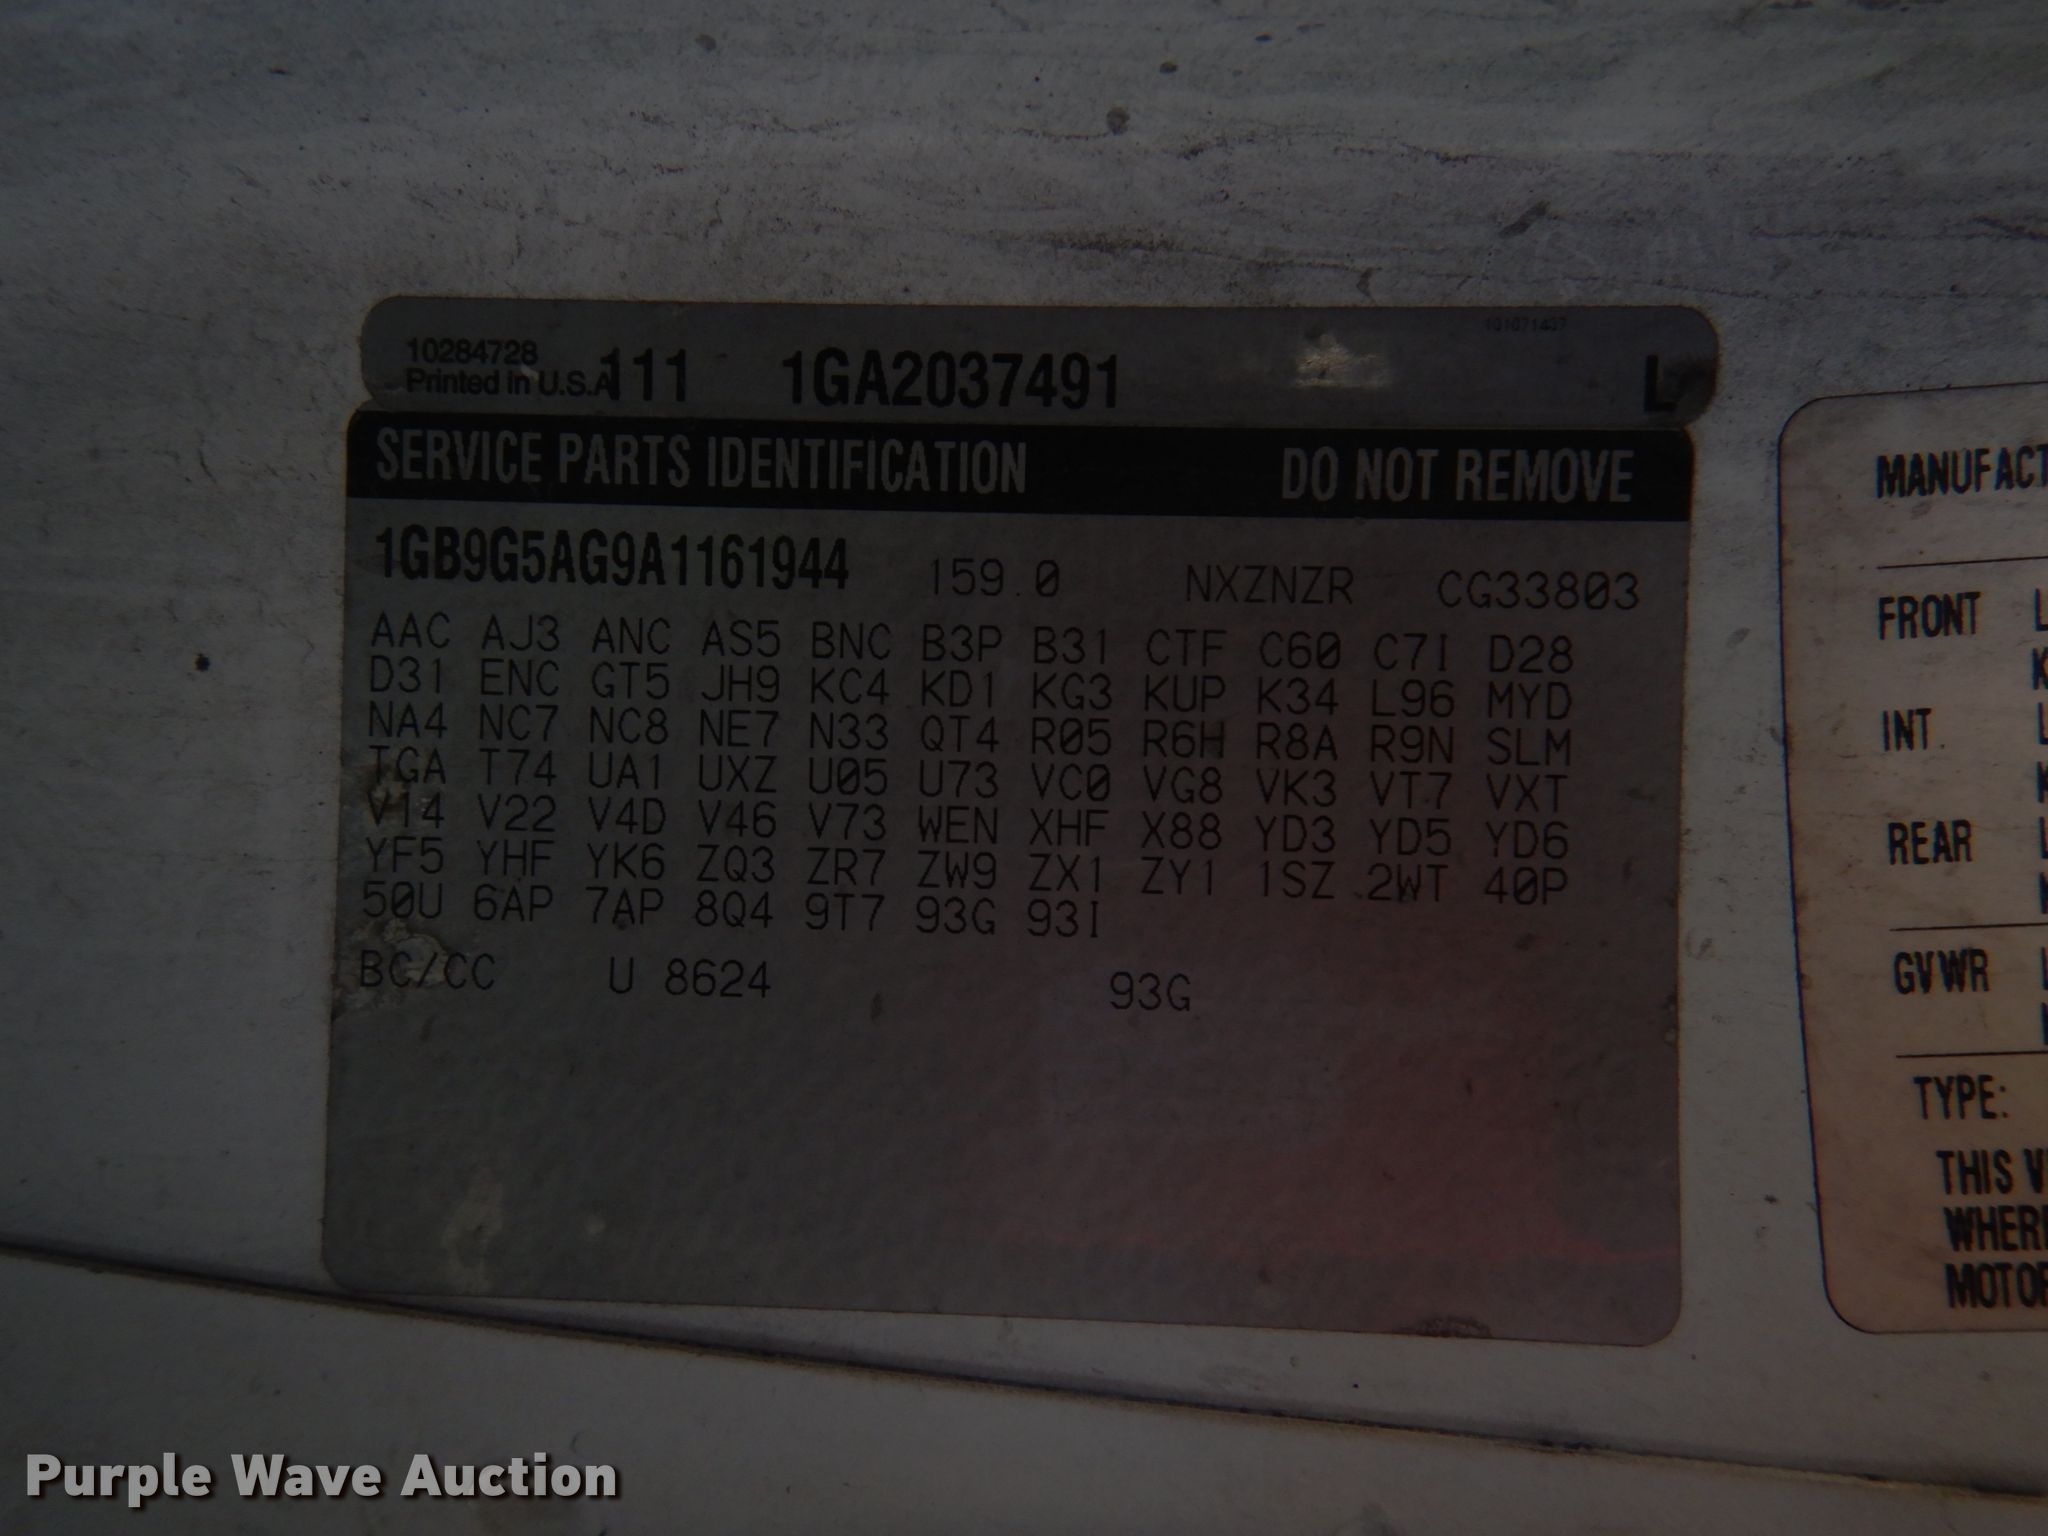 101071437
10284728
Printed in U.S.A 111 1GA2037491 L
SERVICE PARTS IDENTIFICATION DO NOT REMOVE
1GB9G5AG9A1161944 159.0 NXZNZR CG33803
AAC AJ3 ANC AS5 BNC B3P B31 CTF C60 C7I D28
D31 ENC GT5 JH9 KC4 KD1 KG3 KUP K34 L96 MYD
NA4 NC7 NC8 NE7 N33 QT4 R05 R6H R8A R9N SLM
TGA T74 UA1 UXZ U05 U73 VC0 VG8 VK3 VT7 VXT
V14 V22 V4D V46 V73 WEN XHF X88 YD3 YD5 YD6
YF5 YHF YK6 ZQ3 ZR7 ZW9 ZX1 ZY1 1SZ 2WT 40P
50U 6AP 7AP 8Q4 9T7 93G 93I
BC/CC U 8624 93G
MANUFACT
FRONT L
K
INT. L
K
REAR L
K
GVWR
TYPE:
THIS V
WHERE
MOTOR
Purple Wave Auction